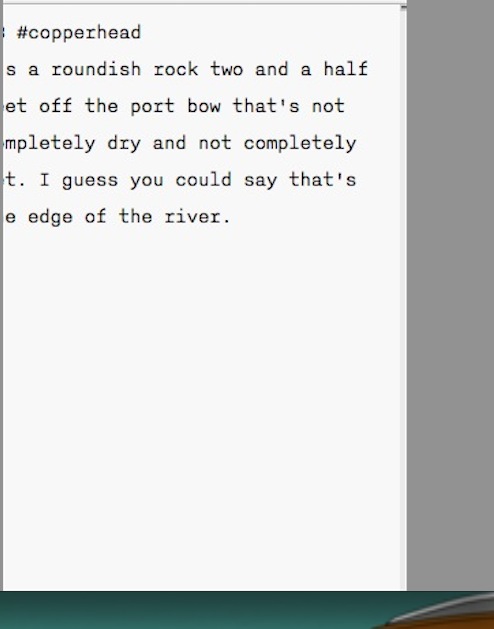 #copperhead
s a roundish rock two and a half
et off the port bow that's not
mpletely dry and not completely
t. I guess you could say that's
e edge of the river.